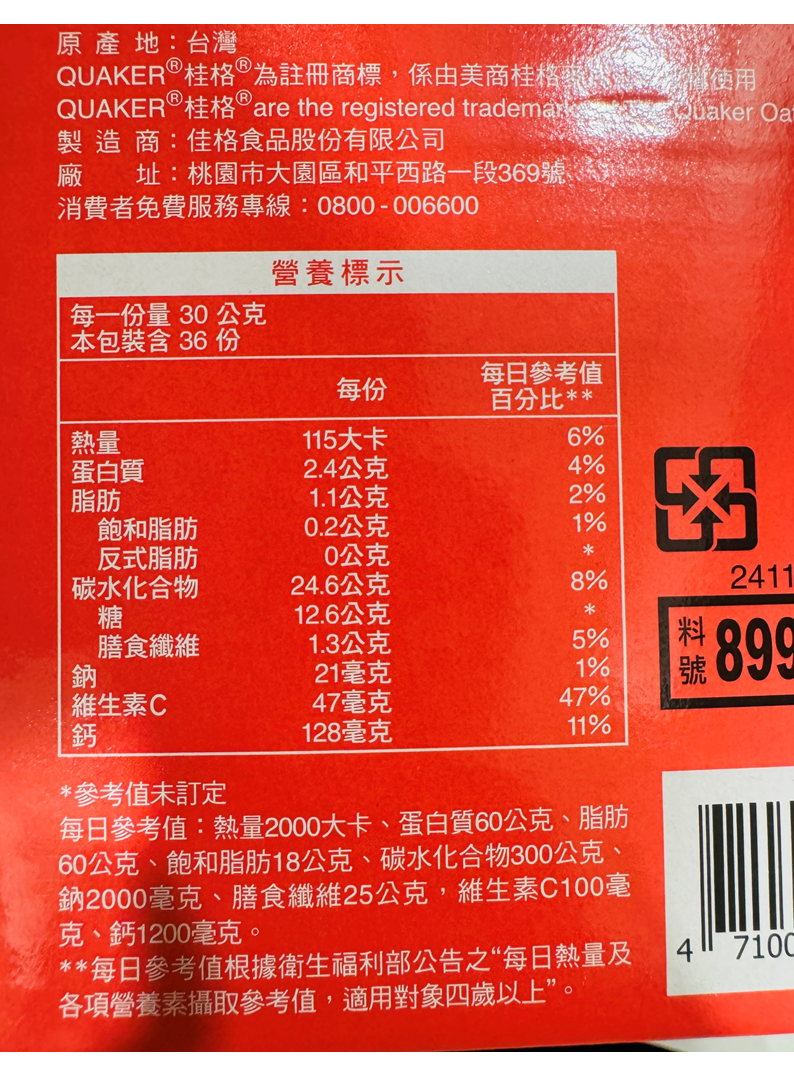 原產地：台灣
QUAKER®桂格®為註冊商標，係由美商桂格 使用
QUAKER®桂格®are the registered Quaker
製造商：佳格食品股份有限公司
廠　　址：桃園市大園區和平西路一段369號
消費者免費服務專線：0800-006600
營養標示
每一份量 30 公克
本包裝含 36 份
每份 每日參考值
百分比**
熱量 115大卡 6%
蛋白質 2.4公克 4%
脂肪 1.1公克 2%
飽和脂肪 0.2公克 1%
反式脂肪 0公克 *
碳水化合物 24.6公克 8%
糖 12.6公克 *
膳食纖維 1.3公克 5%
鈉 21毫克 1%
維生素C 47毫克 47%
鈣 128毫克 11%
2411
料號 899
*參考值未訂定
每日參考值：熱量2000大卡、蛋白質60公克、脂肪
60公克、飽和脂肪18公克、碳水化合物300公克、
鈉2000毫克、膳食纖維25公克，維生素C100毫
克、鈣1200毫克。
**每日參考值根據衛生福利部公告之“每日熱量及
各項營養素攝取參考值，適用對象四歲以上”。
4 7100